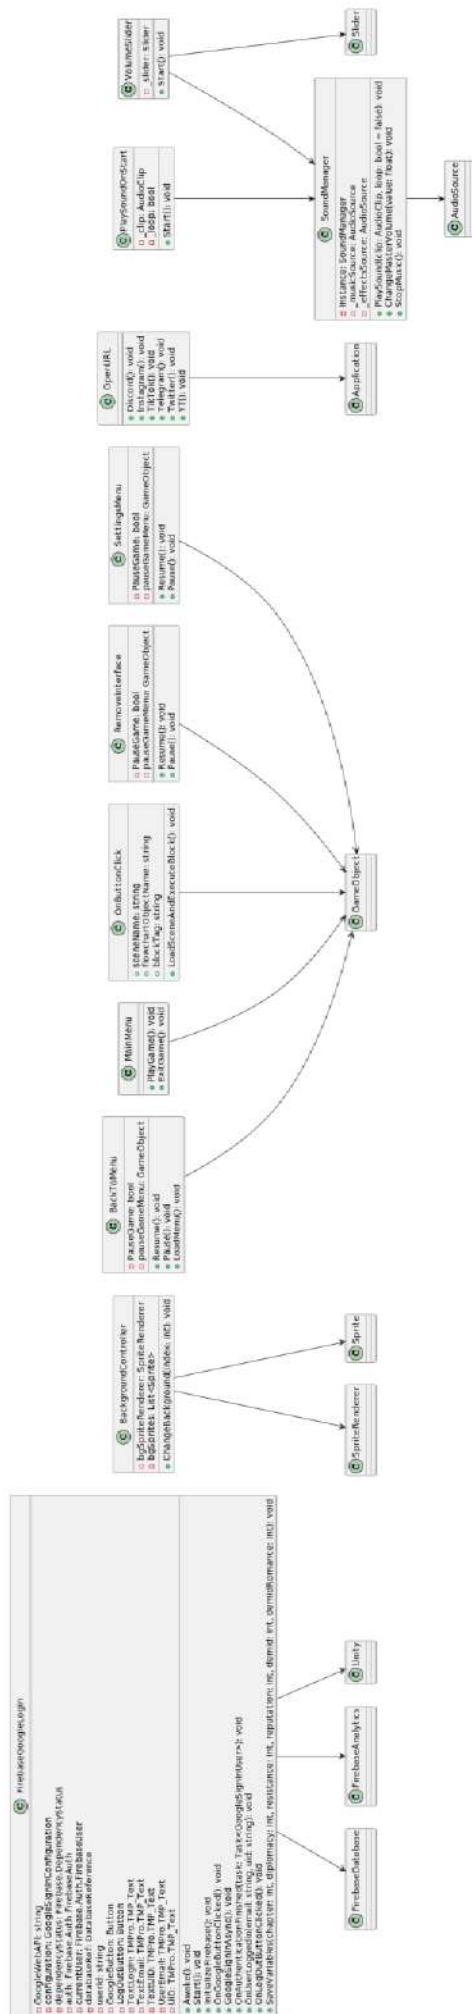 FirebaseGoogleLogin
GoogleWebAPI: string
configuration: GoogleSignInConfiguration
dependencyStatus: Firebase.DependencyStatus
auth: Firebase.Auth.FirebaseAuth
currentUser: Firebase.Auth.FirebaseUser
databaseRef: DatabaseReference
userId: string
GoogleButton: Button
LogOutButton: Button
TextLogIn: TMPro.TMP_Text
TextEmail: TMPro.TMP_Text
TextUID: TMPro.TMP_Text
UserEmail: TMPro.TMP_Text
UID: TMPro.TMP_Text
Awake(): void
Start(): void
InitializeFirebase(): void
OnGoogleButtonClicked(): void
GoogleSignInAsync(): void
OnAuthenticationFinished(task: Task<GoogleSignInUser>): void
OnUserLoggedIn(email: string, uid: string): void
OnLogOutButtonClicked(): void
SaveVariables(chapter: int, diplomacy: int, resistance: int, reputation: int, demid: int, demidRomance: int): void
FirebaseDatabase
FirebaseAnalytics
Unity
BackgroundController
bgSpriteRenderer: SpriteRenderer
bgSprites: List<Sprite>
ChangeBackground(index: int): void
SpriteRenderer
Sprite
BackToMenu
PauseGame: bool
pauseGameMenu: GameObject
Resume(): void
Pause(): void
LoadMenu(): void
MainMenu
PlayGame(): void
ExitGame(): void
OnButtonClick
sceneName: string
flowchartObjectName: string
blockTag: string
LoadSceneAndExecuteBlock(): void
RemoveInterface
PauseGame: bool
pauseGameMenu: GameObject
Resume(): void
Pause(): void
SettingsMenu
PauseGame: bool
pauseGameMenu: GameObject
Resume(): void
Pause(): void
GameObject
OpenURL
Discord(): void
Instagram(): void
TikTok(): void
Telegram(): void
Twitter(): void
YT(): void
Application
PlaySoundOnStart
_clip: AudioClip
_loop: bool
Start(): void
VolumeSlider
_slider: Slider
Start(): void
SoundManager
Instance: SoundManager
_musicSource: AudioSource
_effectsSource: AudioSource
PlaySound(clip: AudioClip, loop: bool = false): void
ChangeMasterVolume(value: float): void
StopMusic(): void
Slider
AudioSource